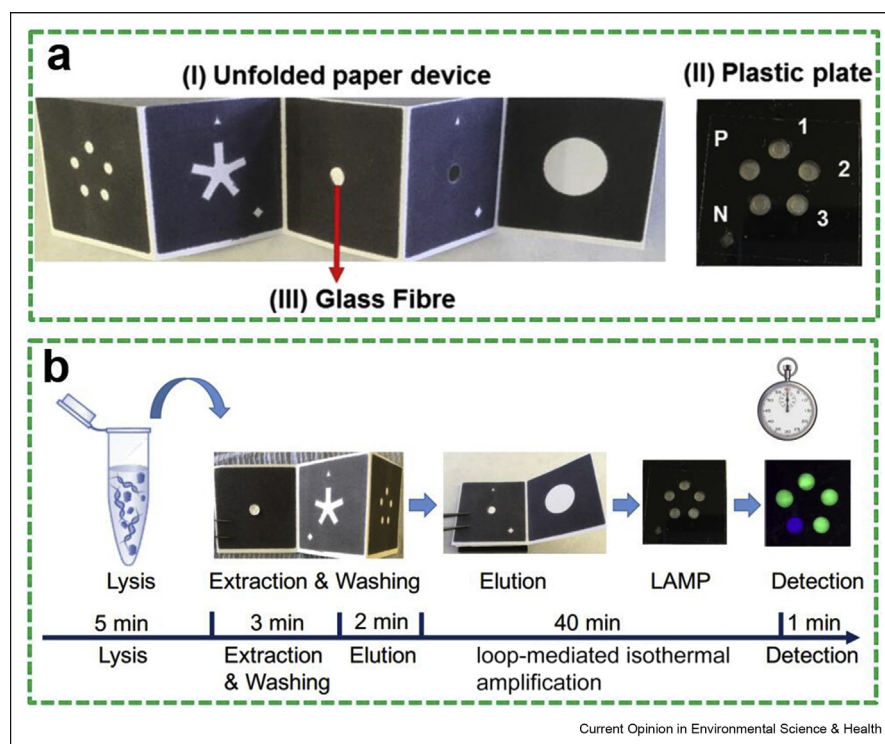 a
(I) Unfolded paper device
(II) Plastic plate
P
1
2
N
3
(III) Glass Fibre
b
Lysis
Extraction & Washing
Elution
LAMP
Detection
5 min
3 min
2 min
40 min
1 min
Lysis
Extraction
& Washing
Elution
loop-mediated isothermal
amplification
Detection
Current Opinion in Environmental Science & Health